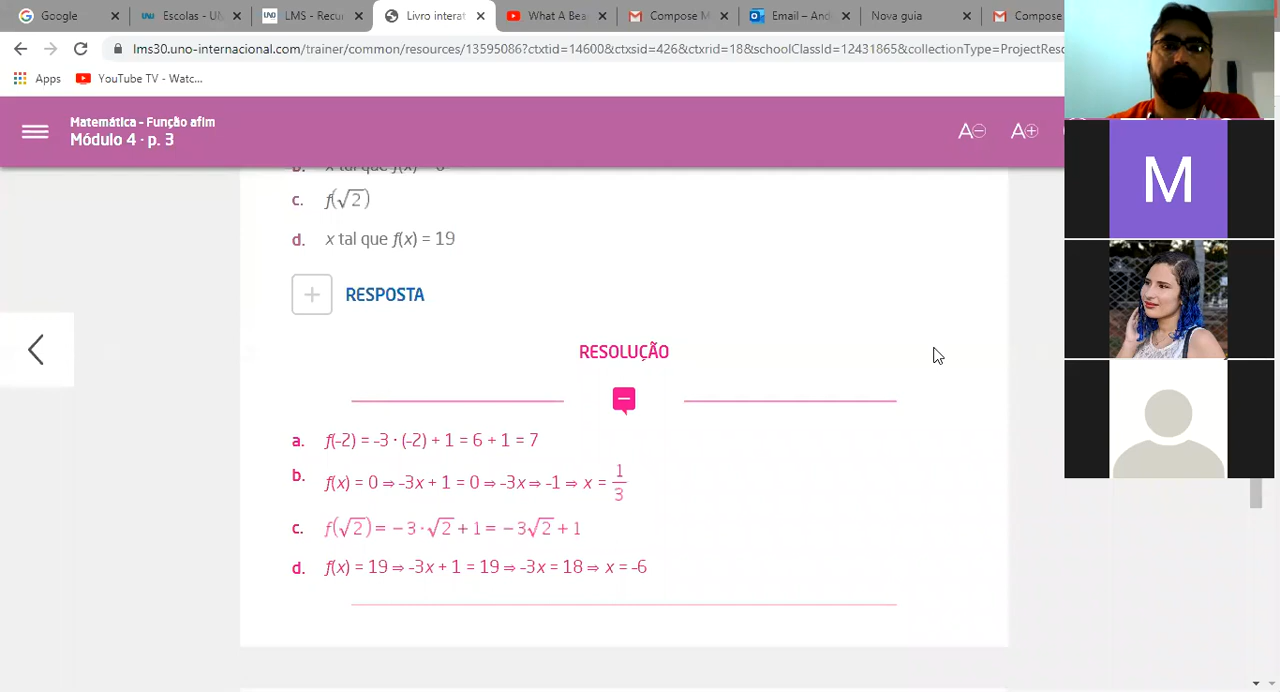 Google
Escolas - UN
LMS - Recu
Livro interat
What A Bea
Compose M
Email – And
Nova guia
Compose
lms30.uno-internacional.com/trainer/common/resources/13595086?ctxtid=14600&ctxsid=426&ctxrid=18&schoolClassId=12431865&collectionType=ProjectReso
Apps
YouTube TV - Watc...
Matemática - Função afim
Módulo 4 · p. 3
A
A
b. x tal que f(x) = 0
c. f(√2)
d. x tal que f(x) = 19
+ RESPOSTA
RESOLUÇÃO
a. f(-2) = -3 · (-2) + 1 = 6 + 1 = 7
b. f(x) = 0 ⇒ -3x + 1 = 0 ⇒ -3x ⇒ -1 ⇒ x = 1/3
c. f(√2) = − 3 · √2 + 1 = − 3√2 + 1
d. f(x) = 19 ⇒ -3x + 1 = 19 ⇒ -3x = 18 ⇒ x = -6
M